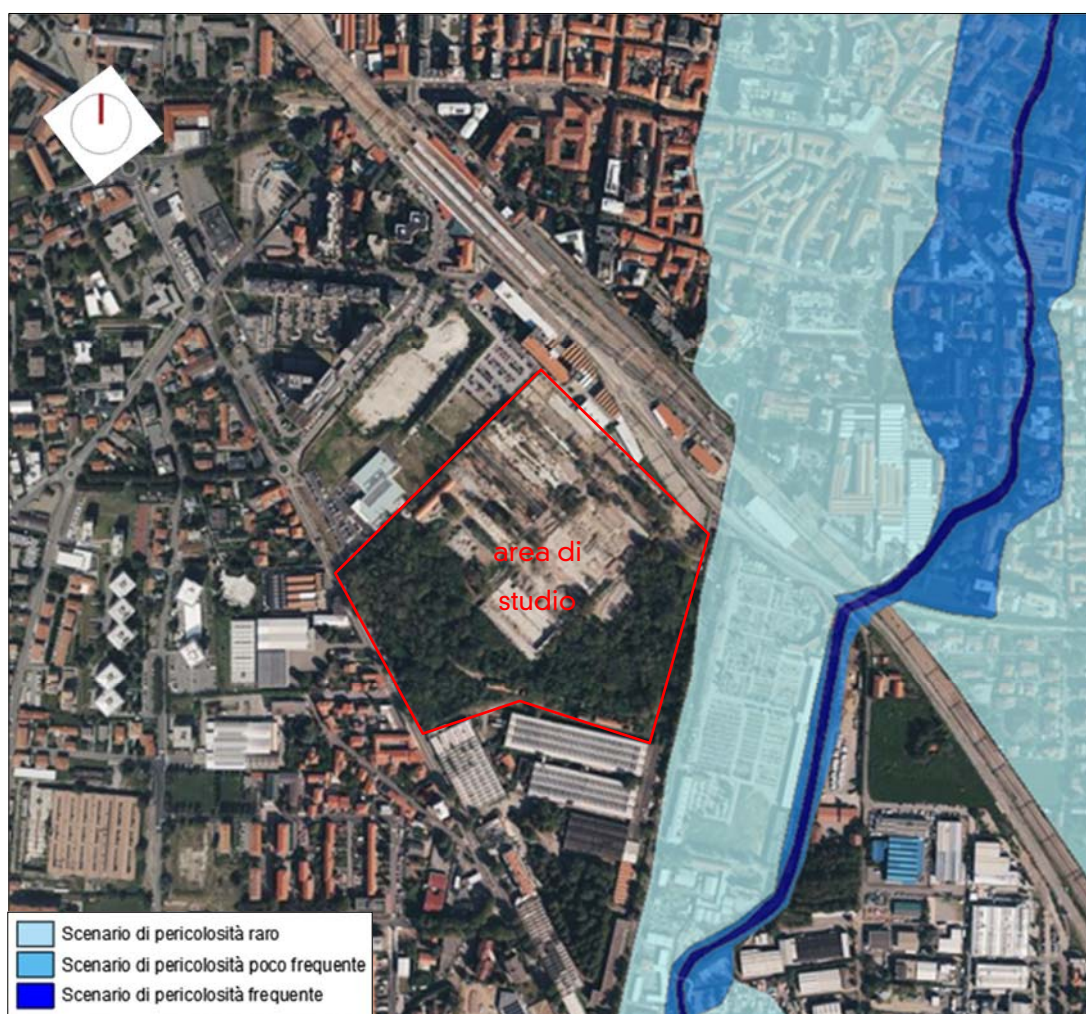 area di
studio
Scenario di pericolosità raro
Scenario di pericolosità poco frequente
Scenario di pericolosità frequente